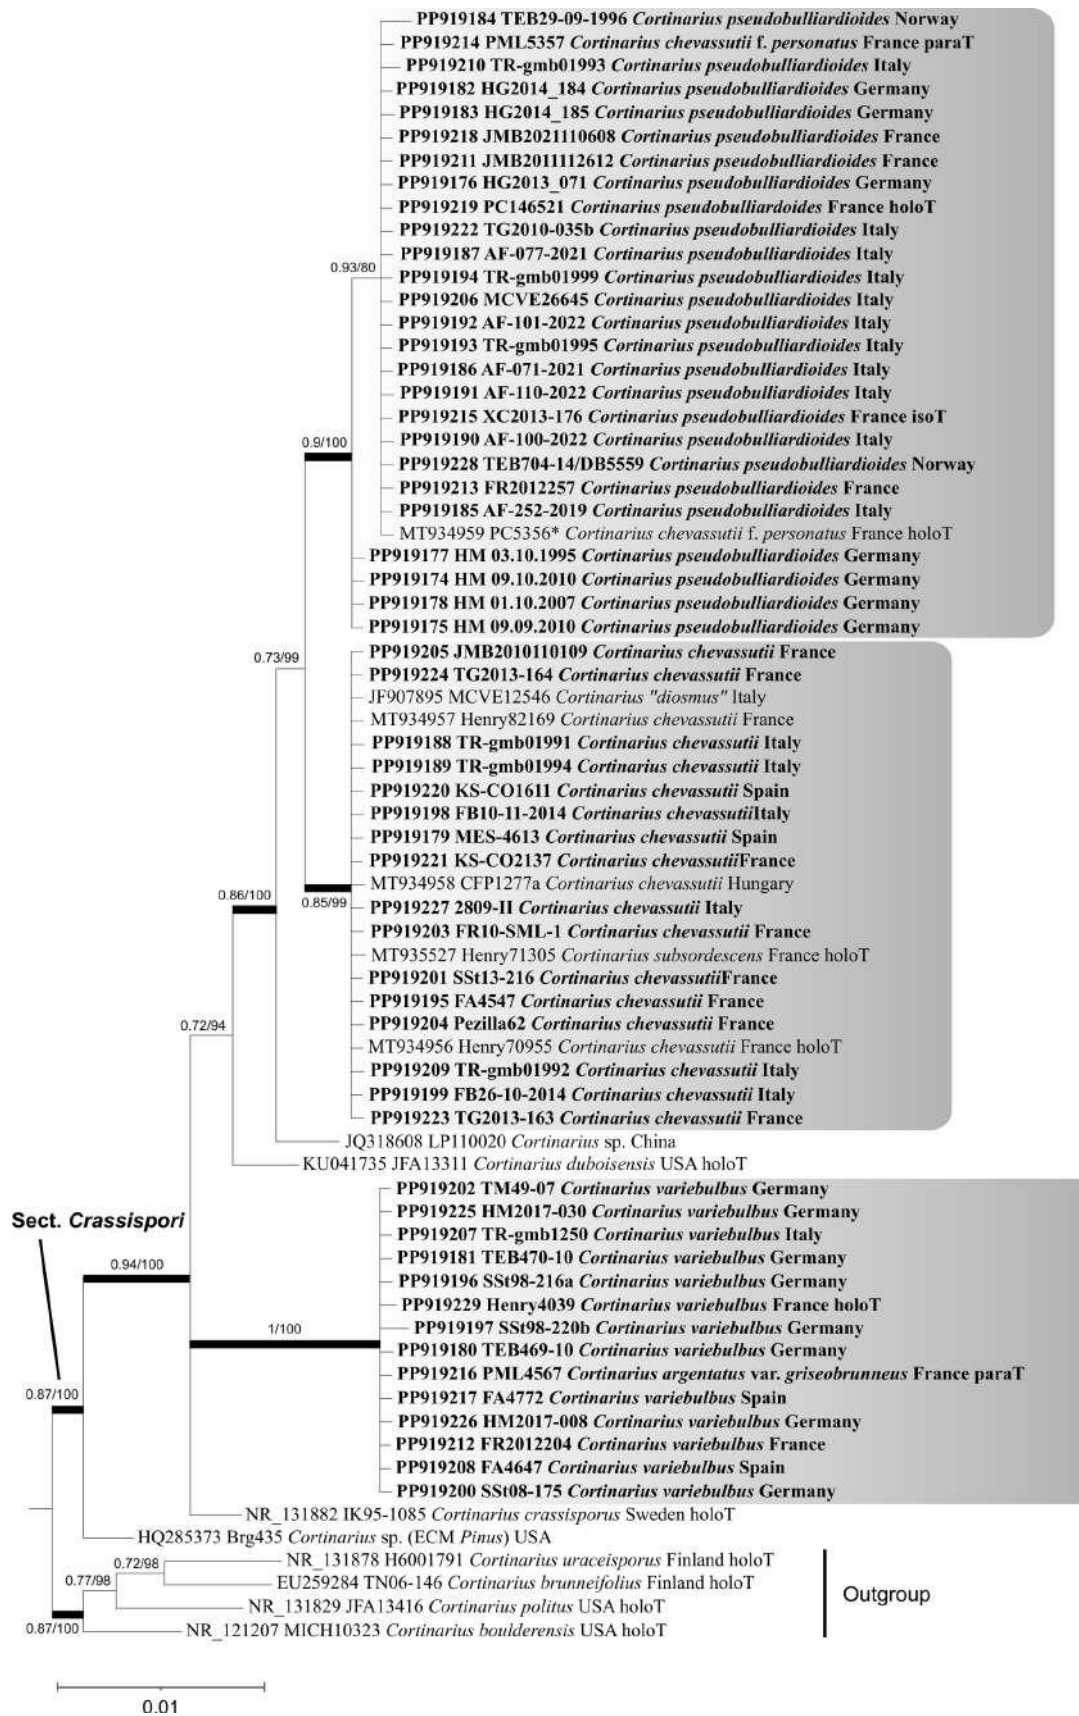 PP919184 TEB29-09-1996 Cortinarius pseudobulliardioides Norway
PP919214 PML5357 Cortinarius chevassutii f. personatus France paraT
PP919210 TR-gmb01993 Cortinarius pseudobulliardioides Italy
PP919182 HG2014_184 Cortinarius pseudobulliardioides Germany
PP919183 HG2014_185 Cortinarius pseudobulliardioides Germany
PP919218 JMB2021110608 Cortinarius pseudobulliardioides France
PP919211 JMB2011112612 Cortinarius pseudobulliardioides France
PP919176 HG2013_071 Cortinarius pseudobulliardioides Germany
PP919219 PC146521 Cortinarius pseudobulliardoides France holoT
PP919222 TG2010-035b Cortinarius pseudobulliardioides Italy
PP919187 AF-077-2021 Cortinarius pseudobulliardioides Italy
0.93/80
PP919194 TR-gmb01999 Cortinarius pseudobulliardioides Italy
PP919206 MCVE26645 Cortinarius pseudobulliardioides Italy
PP919192 AF-101-2022 Cortinarius pseudobulliardioides Italy
PP919193 TR-gmb01995 Cortinarius pseudobulliardioides Italy
PP919186 AF-071-2021 Cortinarius pseudobulliardioides Italy
PP919191 AF-110-2022 Cortinarius pseudobulliardioides Italy
PP919215 XC2013-176 Cortinarius pseudobulliardioides France isoT
0.9/100
PP919190 AF-100-2022 Cortinarius pseudobulliardioides Italy
PP919228 TEB704-14/DB5559 Cortinarius pseudobulliardioides Norway
PP919213 FR2012257 Cortinarius pseudobulliardioides France
PP919185 AF-252-2019 Cortinarius pseudobulliardioides Italy
MT934959 PC5356* Cortinarius chevassutii f. personatus France holoT
PP919177 HM 03.10.1995 Cortinarius pseudobulliardioides Germany
PP919174 HM 09.10.2010 Cortinarius pseudobulliardioides Germany
PP919178 HM 01.10.2007 Cortinarius pseudobulliardioides Germany
PP919175 HM 09.09.2010 Cortinarius pseudobulliardioides Germany
PP919205 JMB2010110109 Cortinarius chevassutii France
0.73/99
PP919224 TG2013-164 Cortinarius chevassutii France
JF907895 MCVE12546 Cortinarius "diosmus" Italy
MT934957 Henry82169 Cortinarius chevassutii France
PP919188 TR-gmb01991 Cortinarius chevassutii Italy
PP919189 TR-gmb01994 Cortinarius chevassutii Italy
PP919220 KS-CO1611 Cortinarius chevassutii Spain
PP919198 FB10-11-2014 Cortinarius chevassutiiItaly
PP919179 MES-4613 Cortinarius chevassutii Spain
PP919221 KS-CO2137 Cortinarius chevassutiiFrance
0.86/100
MT934958 CFP1277a Cortinarius chevassutii Hungary
0.85/99
PP919227 2809-II Cortinarius chevassutii Italy
PP919203 FR10-SML-1 Cortinarius chevassutii France
MT935527 Henry71305 Cortinarius subsordescens France holoT
PP919201 SSt13-216 Cortinarius chevassutiiFrance
PP919195 FA4547 Cortinarius chevassutii France
PP919204 Pezilla62 Cortinarius chevassutii France
0.72/94
MT934956 Henry70955 Cortinarius chevassutii France holoT
PP919209 TR-gmb01992 Cortinarius chevassutii Italy
PP919199 FB26-10-2014 Cortinarius chevassutii Italy
PP919223 TG2013-163 Cortinarius chevassutii France
JQ318608 LP110020 Cortinarius sp. China
KU041735 JFA13311 Cortinarius duboisensis USA holoT
PP919202 TM49-07 Cortinarius variebulbus Germany
PP919225 HM2017-030 Cortinarius variebulbus Germany
Sect. Crassispori
PP919207 TR-gmb1250 Cortinarius variebulbus Italy
PP919181 TEB470-10 Cortinarius variebulbus Germany
0.94/100
PP919196 SSt98-216a Cortinarius variebulbus Germany
PP919229 Henry4039 Cortinarius variebulbus France holoT
1/100
PP919197 SSt98-220b Cortinarius variebulbus Germany
PP919180 TEB469-10 Cortinarius variebulbus Germany
PP919216 PML4567 Cortinarius argentatus var. griseobrunneus France paraT
0.87/100
PP919217 FA4772 Cortinarius variebulbus Spain
PP919226 HM2017-008 Cortinarius variebulbus Germany
PP919212 FR2012204 Cortinarius variebulbus France
PP919208 FA4647 Cortinarius variebulbus Spain
PP919200 SSt08-175 Cortinarius variebulbus Germany
NR_131882 IK95-1085 Cortinarius crassisporus Sweden holoT
HQ285373 Brg435 Cortinarius sp. (ECM Pinus) USA
0.72/98
NR_131878 H6001791 Cortinarius uraceisporus Finland holoT
0.77/98
EU259284 TN06-146 Cortinarius brunneifolius Finland holoT
Outgroup
NR_131829 JFA13416 Cortinarius politus USA holoT
0.87/100
NR_121207 MICH10323 Cortinarius boulderensis USA holoT
0.01